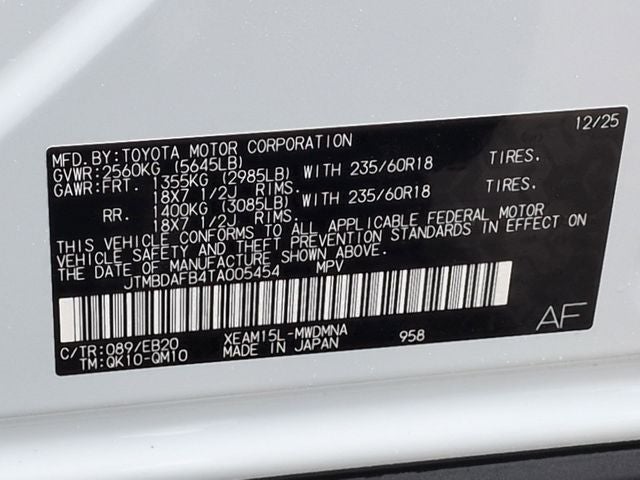 MFD.BY:TOYOTA MOTOR CORPORATION 12/25
GVWR:2560KG (5645LB)
GAWR:FRT. 1355KG (2985LB) WITH 235/60R18 TIRES.
18X7 1/2J RIMS.
RR. 1400KG (3085LB) WITH 235/60R18 TIRES.
18X7 1/2J RIMS.
THIS VEHICLE CONFORMS TO ALL APPLICABLE FEDERAL MOTOR
VEHICLE SAFETY AND THEFT PREVENTION STANDARDS IN EFFECT ON
THE DATE OF MANUFACTURE SHOWN ABOVE.
JTMBDAFB4TA005454 MPV
C/TR:089/EB20 XEAM15L-MWDMNA 958 AF
TM:QK10-QM10 MADE IN JAPAN